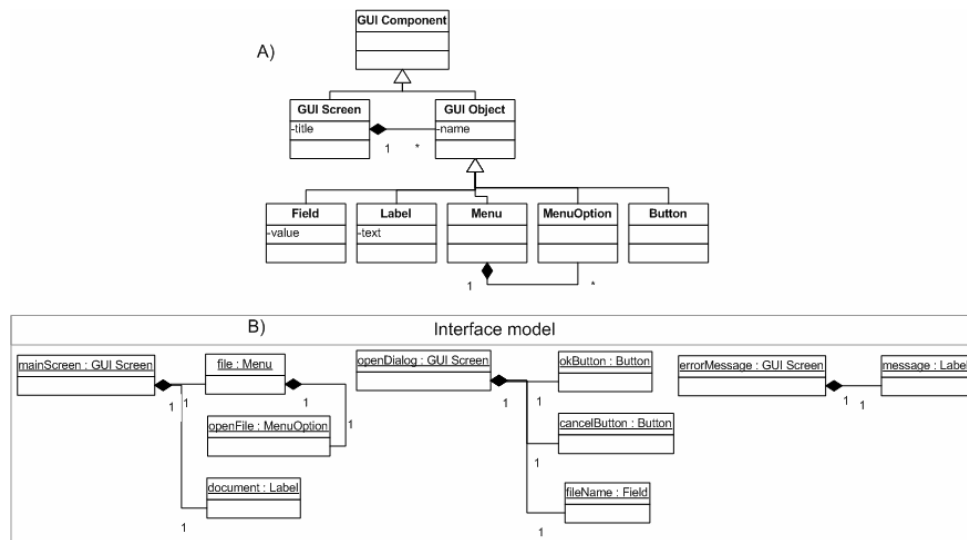 GUI Component
A)
GUI Screen
-title
GUI Object
-name
1 *
Field
-value
Label
-text
Menu
MenuOption
Button
1 *
B)
Interface model
mainScreen : GUI Screen
file : Menu
openDialog : GUI Screen
okButton : Button
errorMessage : GUI Screen
message : Label
1 1
1
1 1
1 1
1
openFile : MenuOption
cancelButton : Button
1
document : Label
fileName : Field
1
1